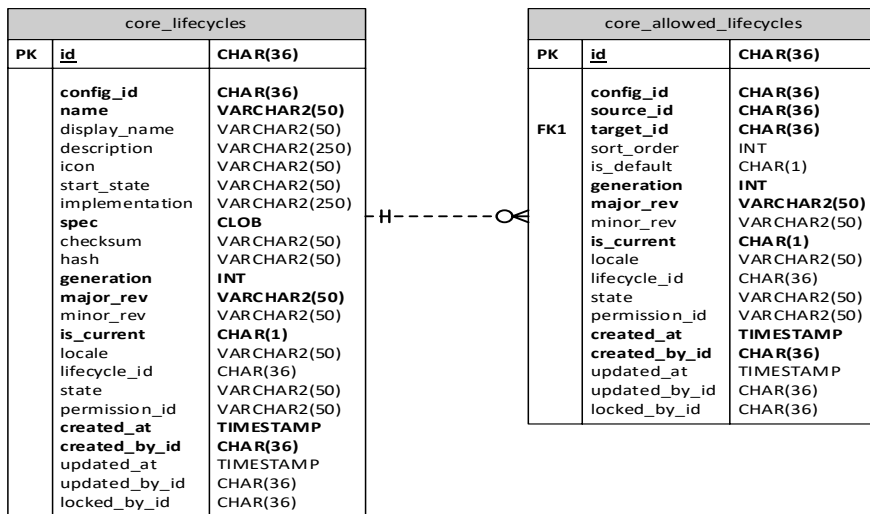 core_lifecycles
PK id CHAR(36)
config_id CHAR(36)
name VARCHAR2(50)
display_name VARCHAR2(50)
description VARCHAR2(250)
icon VARCHAR2(50)
start_state VARCHAR2(50)
implementation VARCHAR2(250)
spec CLOB
checksum VARCHAR2(50)
hash VARCHAR2(50)
generation INT
major_rev VARCHAR2(50)
minor_rev VARCHAR2(50)
is_current CHAR(1)
locale VARCHAR2(50)
lifecycle_id CHAR(36)
state VARCHAR2(50)
permission_id VARCHAR2(50)
created_at TIMESTAMP
created_by_id CHAR(36)
updated_at TIMESTAMP
updated_by_id CHAR(36)
locked_by_id CHAR(36)
core_allowed_lifecycles
PK id CHAR(36)
config_id CHAR(36)
source_id CHAR(36)
FK1 target_id CHAR(36)
sort_order INT
is_default CHAR(1)
generation INT
major_rev VARCHAR2(50)
minor_rev VARCHAR2(50)
is_current CHAR(1)
locale VARCHAR2(50)
lifecycle_id CHAR(36)
state VARCHAR2(50)
permission_id VARCHAR2(50)
created_at TIMESTAMP
created_by_id CHAR(36)
updated_at TIMESTAMP
updated_by_id CHAR(36)
locked_by_id CHAR(36)